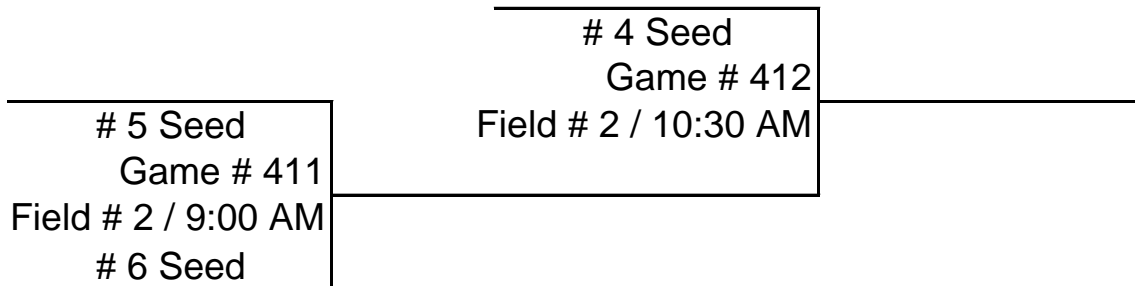 # 4 Seed
Game # 412
Field # 2 / 10:30 AM
# 5 Seed
Game # 411
Field # 2 / 9:00 AM
# 6 Seed